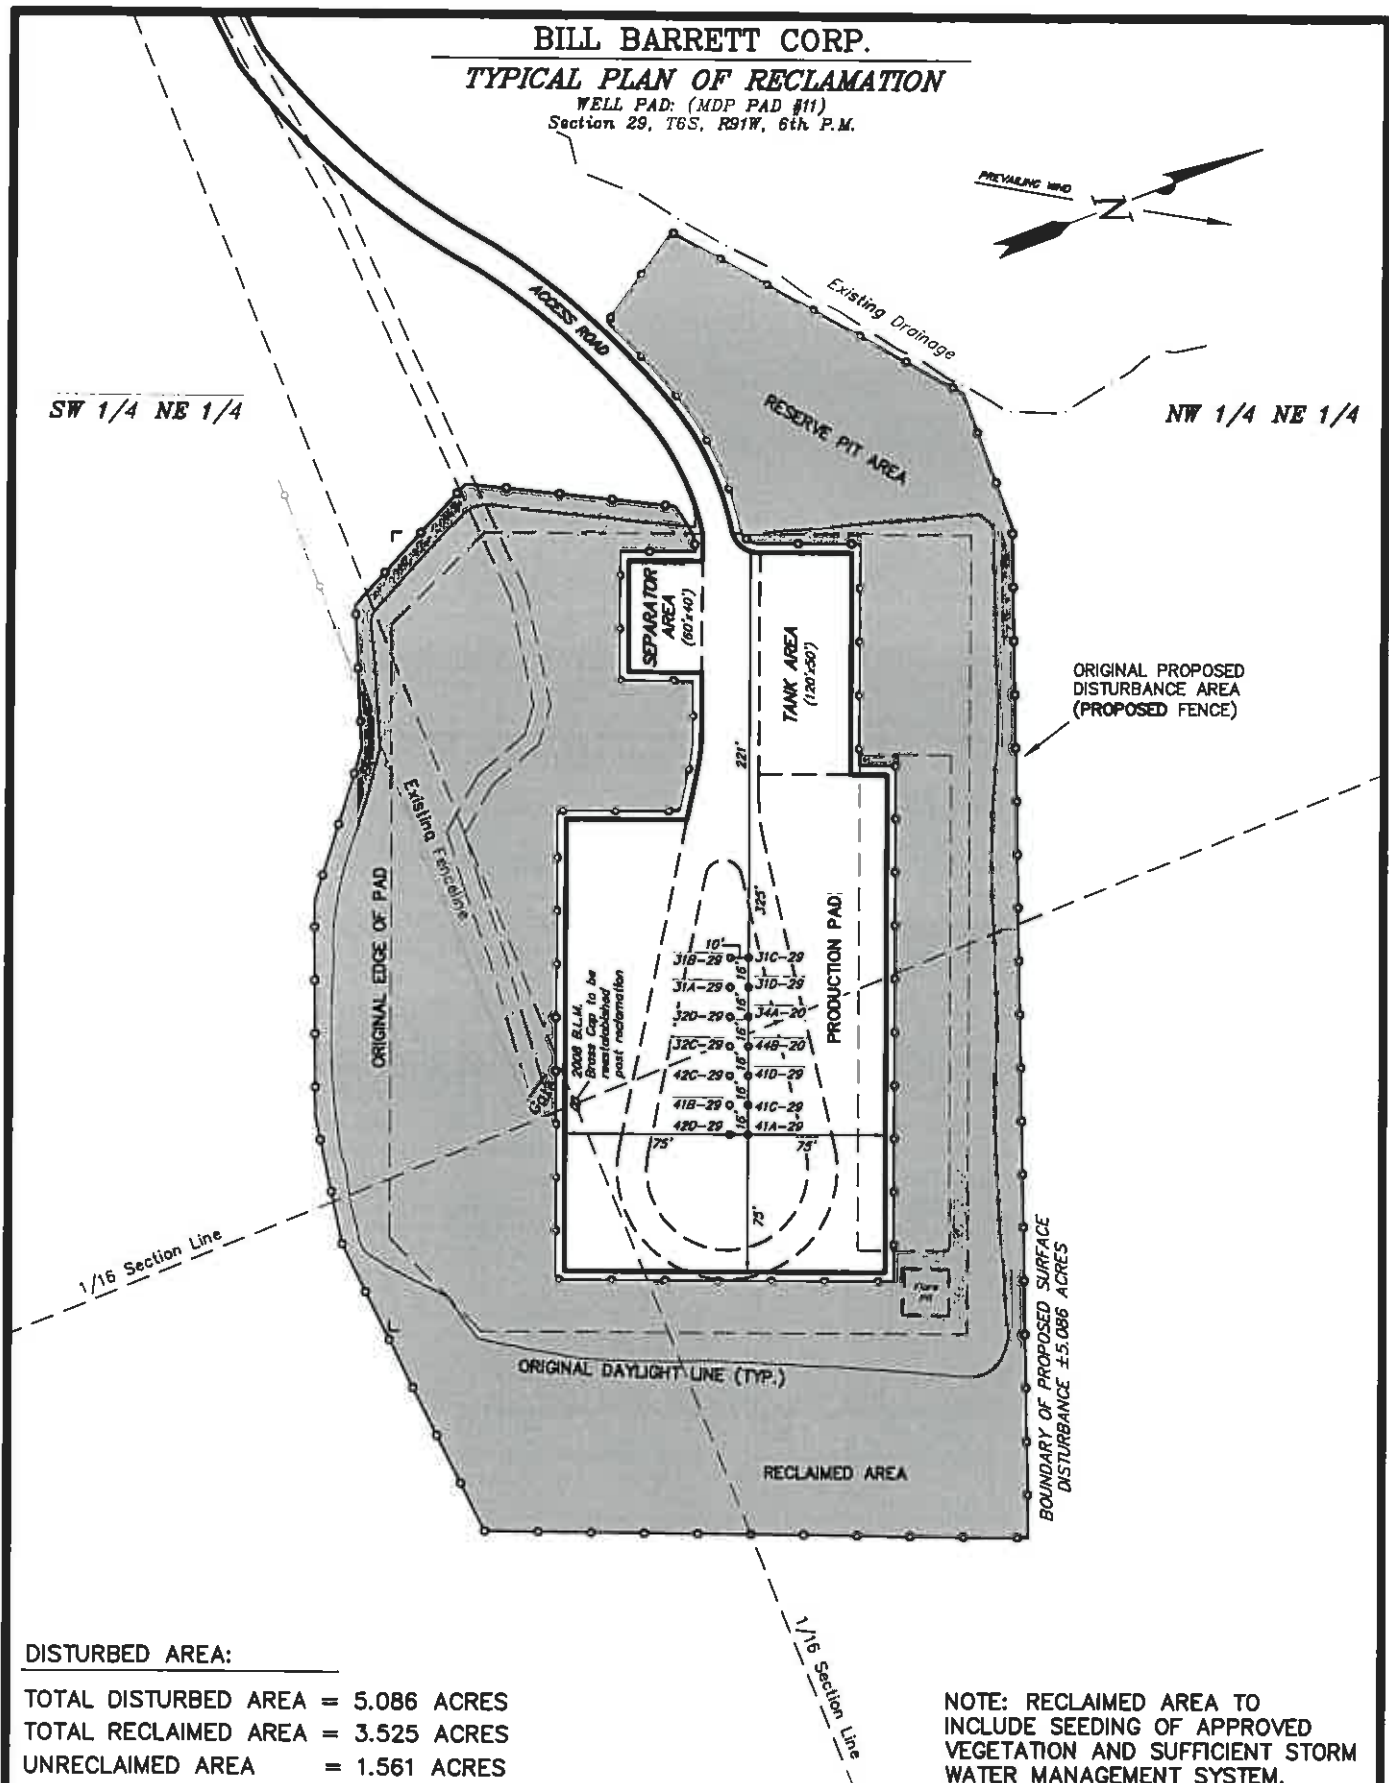 BILL BARRETT CORP.
TYPICAL PLAN OF RECLAMATION
WELL PAD: (MDP PAD #11)
Section 29, T6S, R91W, 6th P.M.
PREVAILING WIND
N
ACCESS ROAD
Existing Drainage
SW 1/4 NE 1/4
NW 1/4 NE 1/4
RESERVE PIT AREA
SEPARATOR
AREA
(60'x40')
TANK AREA
(120'x50')
ORIGINAL PROPOSED
DISTURBANCE AREA
(PROPOSED FENCE)
221'
Existing Fenceline
ORIGINAL EDGE OF PAD
325'
PRODUCTION PAD
10'
31B-29
31C-29
16'
31A-29
31D-29
16'
32D-29
34A-20
16'
32C-29
44B-20
16'
42C-29
41D-29
16'
41B-29
41C-29
16'
42D-29
41A-29
75'
75'
75'
2008 B.L.M.
Brass Cap to be
reestablished
post reclamation
Gate
1/16 Section Line
Flare
Pit
BOUNDARY OF PROPOSED SURFACE
DISTURBANCE ±5.086 ACRES
ORIGINAL DAYLIGHT LINE (TYP.)
RECLAIMED AREA
1/16 Section Line
DISTURBED AREA:
TOTAL DISTURBED AREA = 5.086 ACRES
TOTAL RECLAIMED AREA = 3.525 ACRES
UNRECLAIMED AREA = 1.561 ACRES
NOTE: RECLAIMED AREA TO
INCLUDE SEEDING OF APPROVED
VEGETATION AND SUFFICIENT STORM
WATER MANAGEMENT SYSTEM.